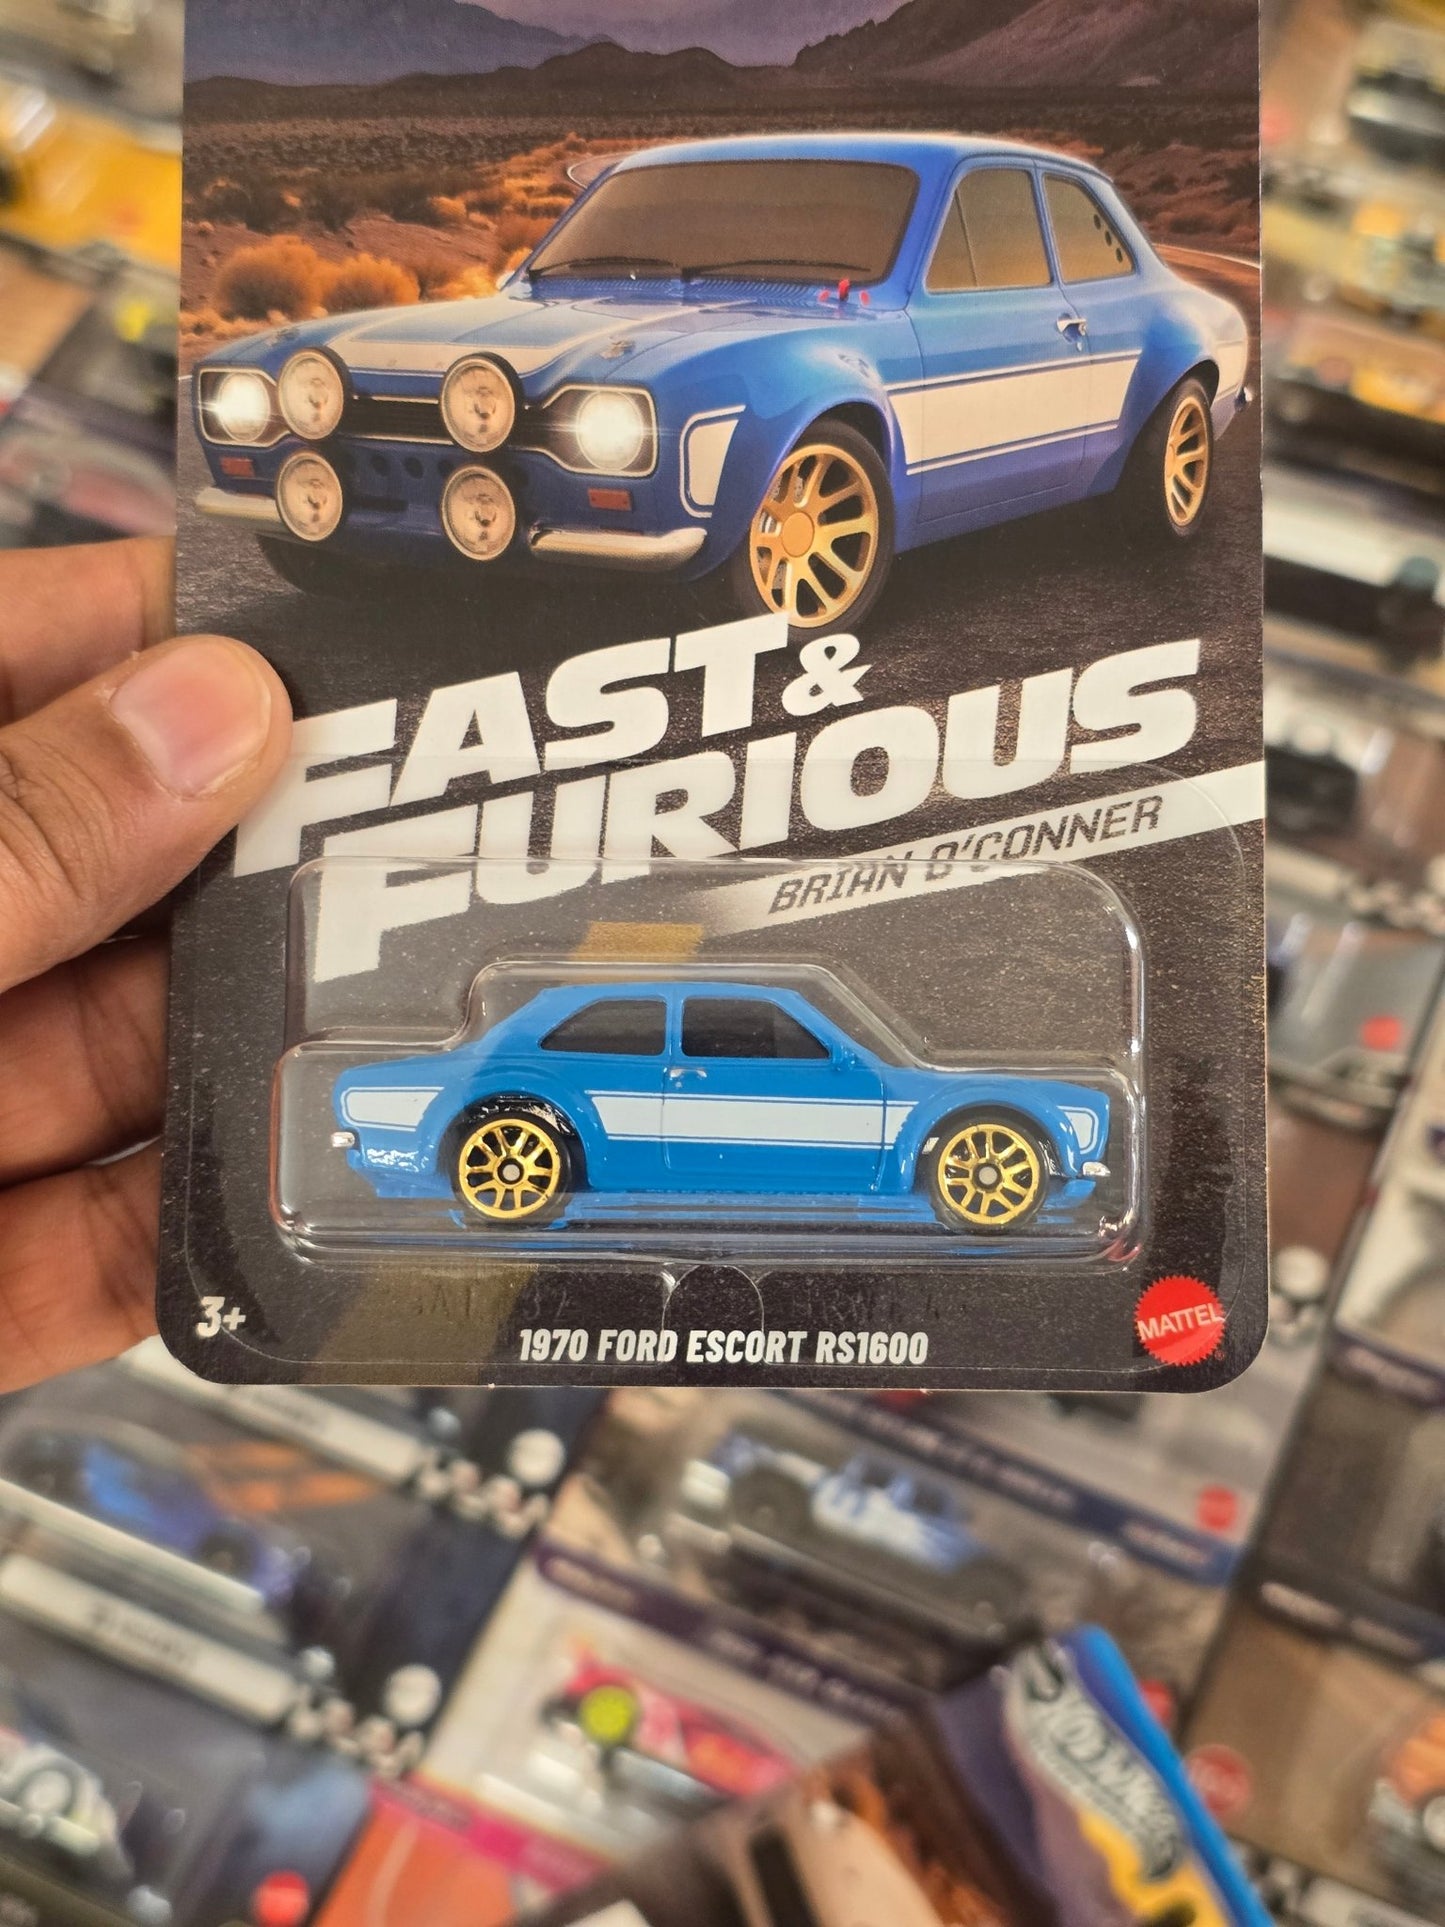 FAST&
FURIOUS
BRIAN O'CONNER
3+
1970 FORD ESCORT RS1600
MATTEL